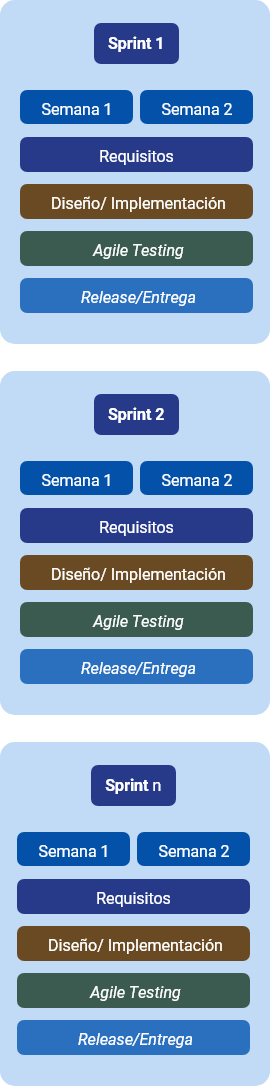 Sprint 1
Semana 1 Semana 2
Requisitos
Diseño/ Implementación
Agile Testing
Release/Entrega
Sprint 2
Semana 1 Semana 2
Requisitos
Diseño/ Implementación
Agile Testing
Release/Entrega
Sprint n
Semana 1 Semana 2
Requisitos
Diseño/ Implementación
Agile Testing
Release/Entrega